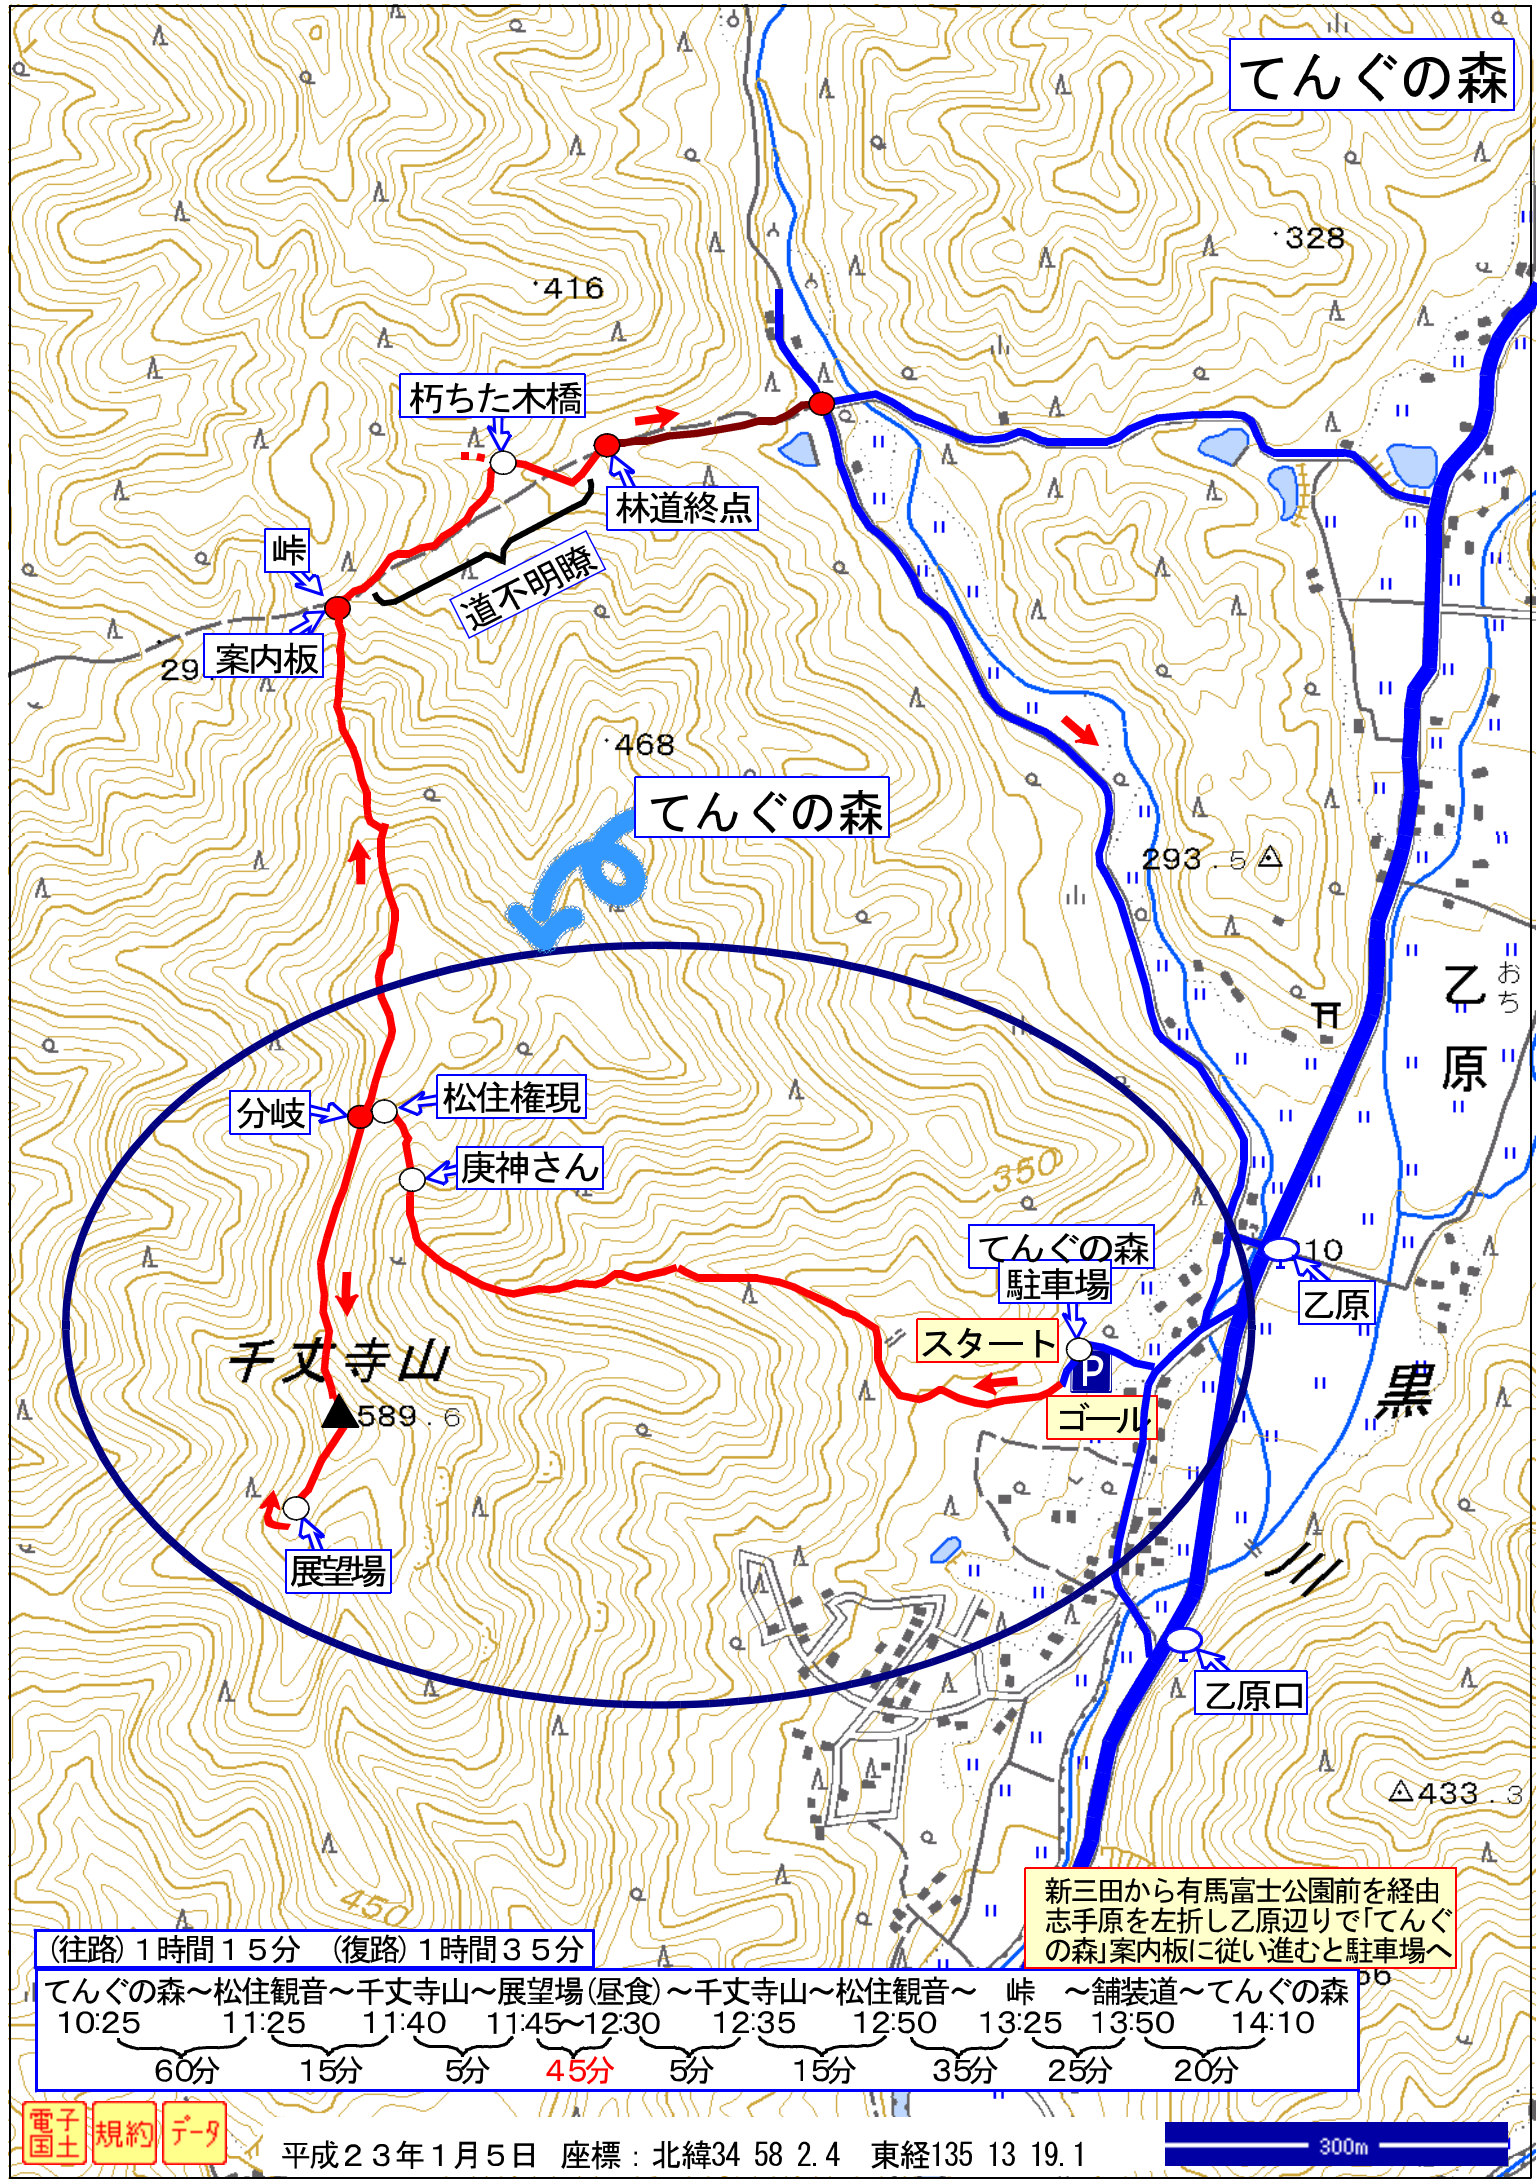 てんぐの森
328
416
朽ちた木橋
林道終点
峠
道不明瞭
案内板
29
468
てんぐの森
293.5
乙原
おち
分岐
松住権現
庚神さん
350
てんぐの森
駐車場
10
乙原
スタート
P
ゴール
千丈寺山
589.6
黒
川
展望場
乙原口
433.3
450
新三田から有馬富士公園前を経由
志手原を左折し乙原辺りで「てんぐ
の森」案内板に従い進むと駐車場へ
(往路)1時間15分 (復路)1時間35分
66
てんぐの森~松住観音~千丈寺山~展望場(昼食)~千丈寺山~松住観音~ 峠 ~舗装道~てんぐの森
10:25 11:25 11:40 11:45~12:30 12:35 12:50 13:25 13:50 14:10
60分 15分 5分 45分 5分 15分 35分 25分 20分
電子国土 規約 データ
平成23年1月5日 座標:北緯34 58 2.4 東経135 13 19.1
300m